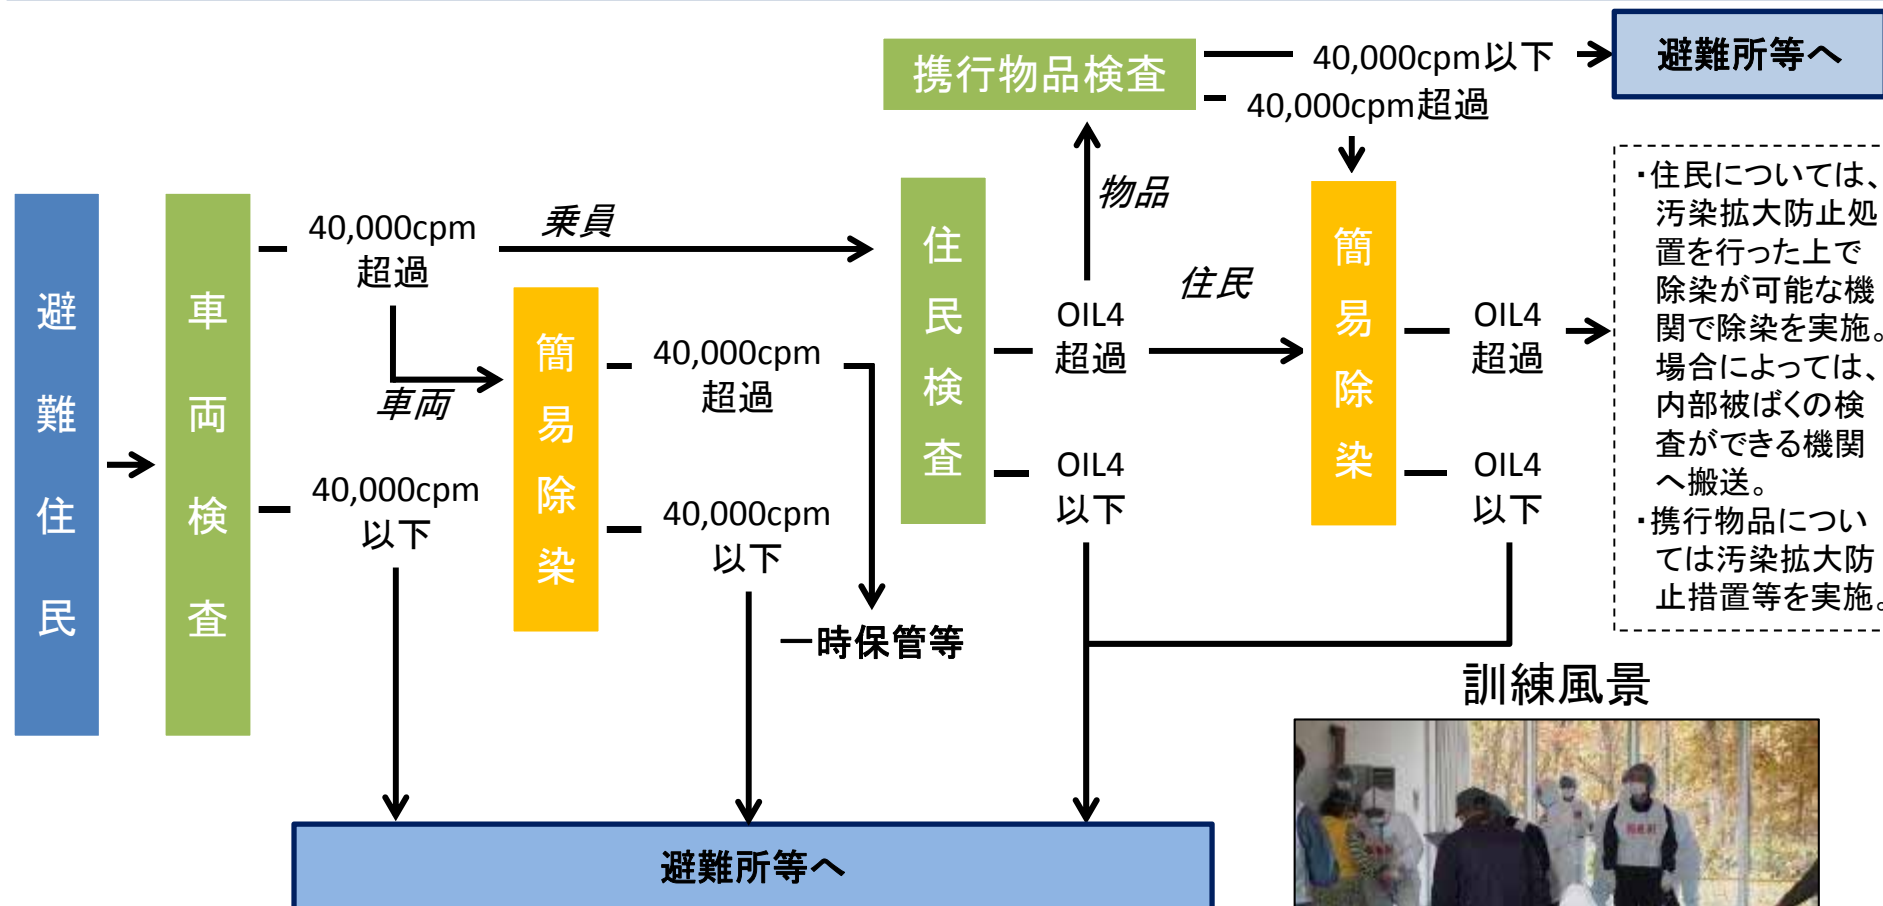 避難住民
車両検査
40,000cpm
超過
乗員
車両
40,000cpm
以下
簡易除染
40,000cpm
超過
40,000cpm
以下
一時保管等
住民検査
携行物品検査
40,000cpm以下
40,000cpm超過
避難所等へ
物品
OIL4
超過
住民
OIL4
以下
簡易除染
OIL4
超過
OIL4
以下
・住民については、
汚染拡大防止処
置を行った上で
除染が可能な機
関で除染を実施。
場合によっては、
内部被ばくの検
査ができる機関
へ搬送。
・携行物品につい
ては汚染拡大防
止措置等を実施。
避難所等へ
訓練風景